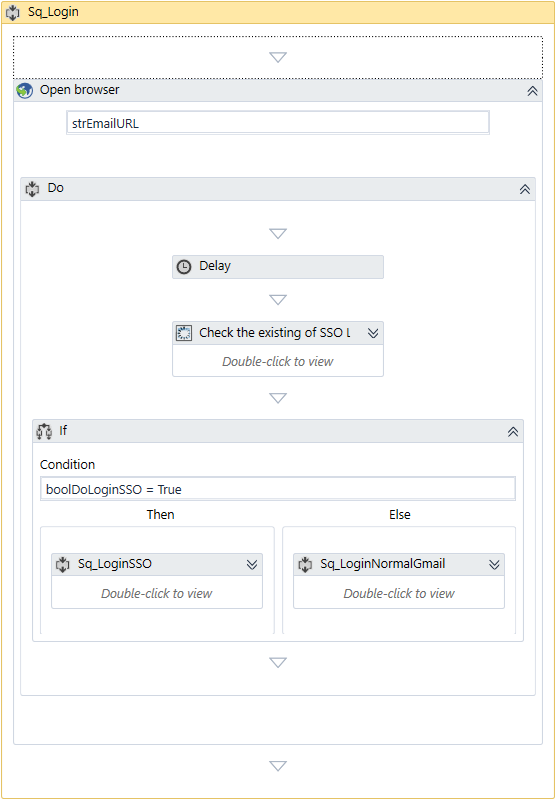 Sq_Login
Open browser
strEmailURL
Do
Delay
Check the existing of SSO
Double-click to view
If
Condition
boolDoLoginSSO = True
Then
Else
Sq_LoginSSO
Sq_LoginNormalGmail
Double-click to view
Double-click to view